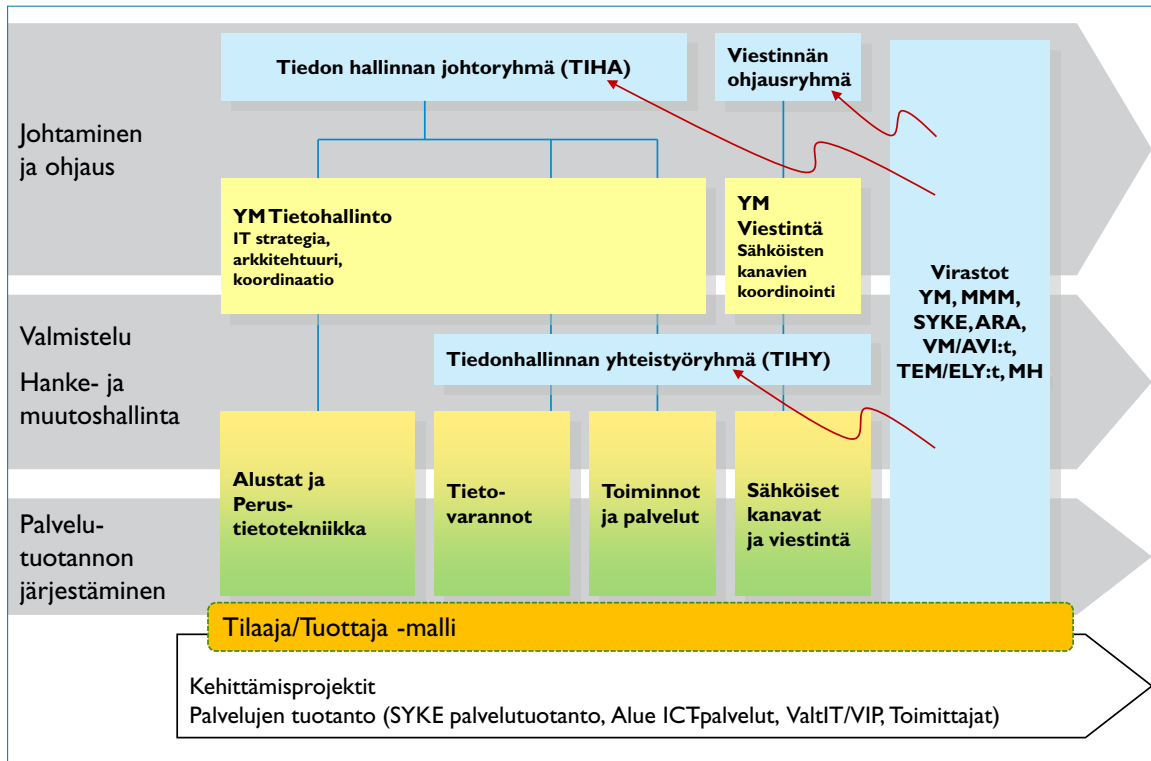 Johtaminen
ja ohjaus
Tiedon hallinnan johtoryhmä (TIHA)
Viestinnän
ohjausryhmä
YM Tietohallinto
IT strategia,
arkkitehtuuri,
koordinaatio
YM
Viestintä
Sähköisten
kanavien
koordinointi
Virastot
YM, MMM,
SYKE, ARA,
VM/AVI:t,
TEM/ELY:t, MH
Valmistelu
Hanke- ja
muutoshallinta
Tiedonhallinnan yhteistyöryhmä (TIHY)
Palvelu-
tuotannon
järjestäminen
Alustat ja
Perus-
tietotekniikka
Tieto-
varannot
Toiminnot
ja palvelut
Sähköiset
kanavat
ja viestintä
Tilaaja/Tuottaja -malli
Kehittämisprojektit
Palvelujen tuotanto (SYKE palvelutuotanto, Alue ICT-palvelut, ValtIT/VIP, Toimittajat)